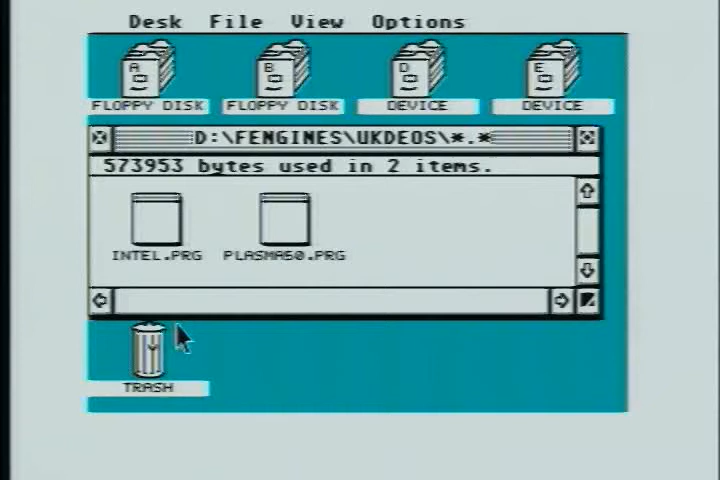 Desk File View Options
A B D E
FLOPPY DISK FLOPPY DISK DEVICE DEVICE
D:\FENGINES\UKDEOS\*.*
573953 bytes used in 2 items.
INTEL.PRG PLASMA60.PRG
TRASH